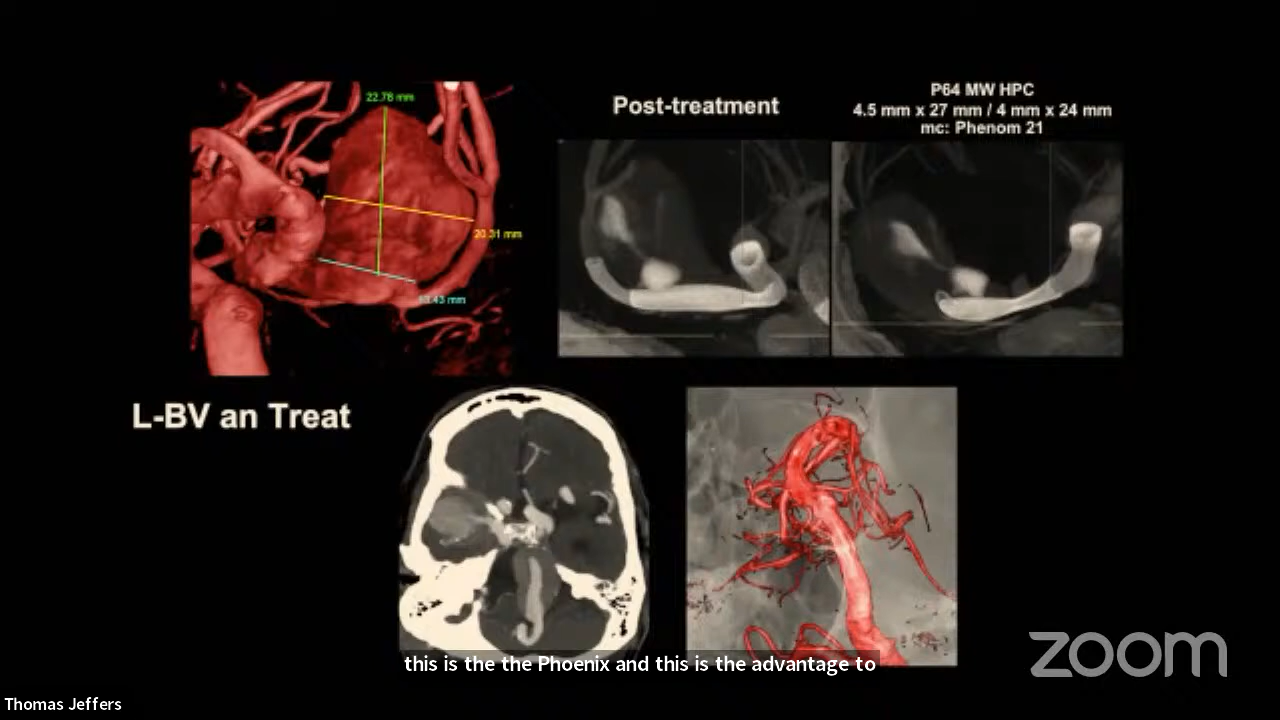 22.78 mm
20.31 mm
Post-treatment
P64 MW HPC
4.5 mm x 27 mm / 4 mm x 24 mm
mc: Phenom 21
L-BV an Treat
this is the the Phoenix and this is the advantage to
zoom
Thomas Jeffers